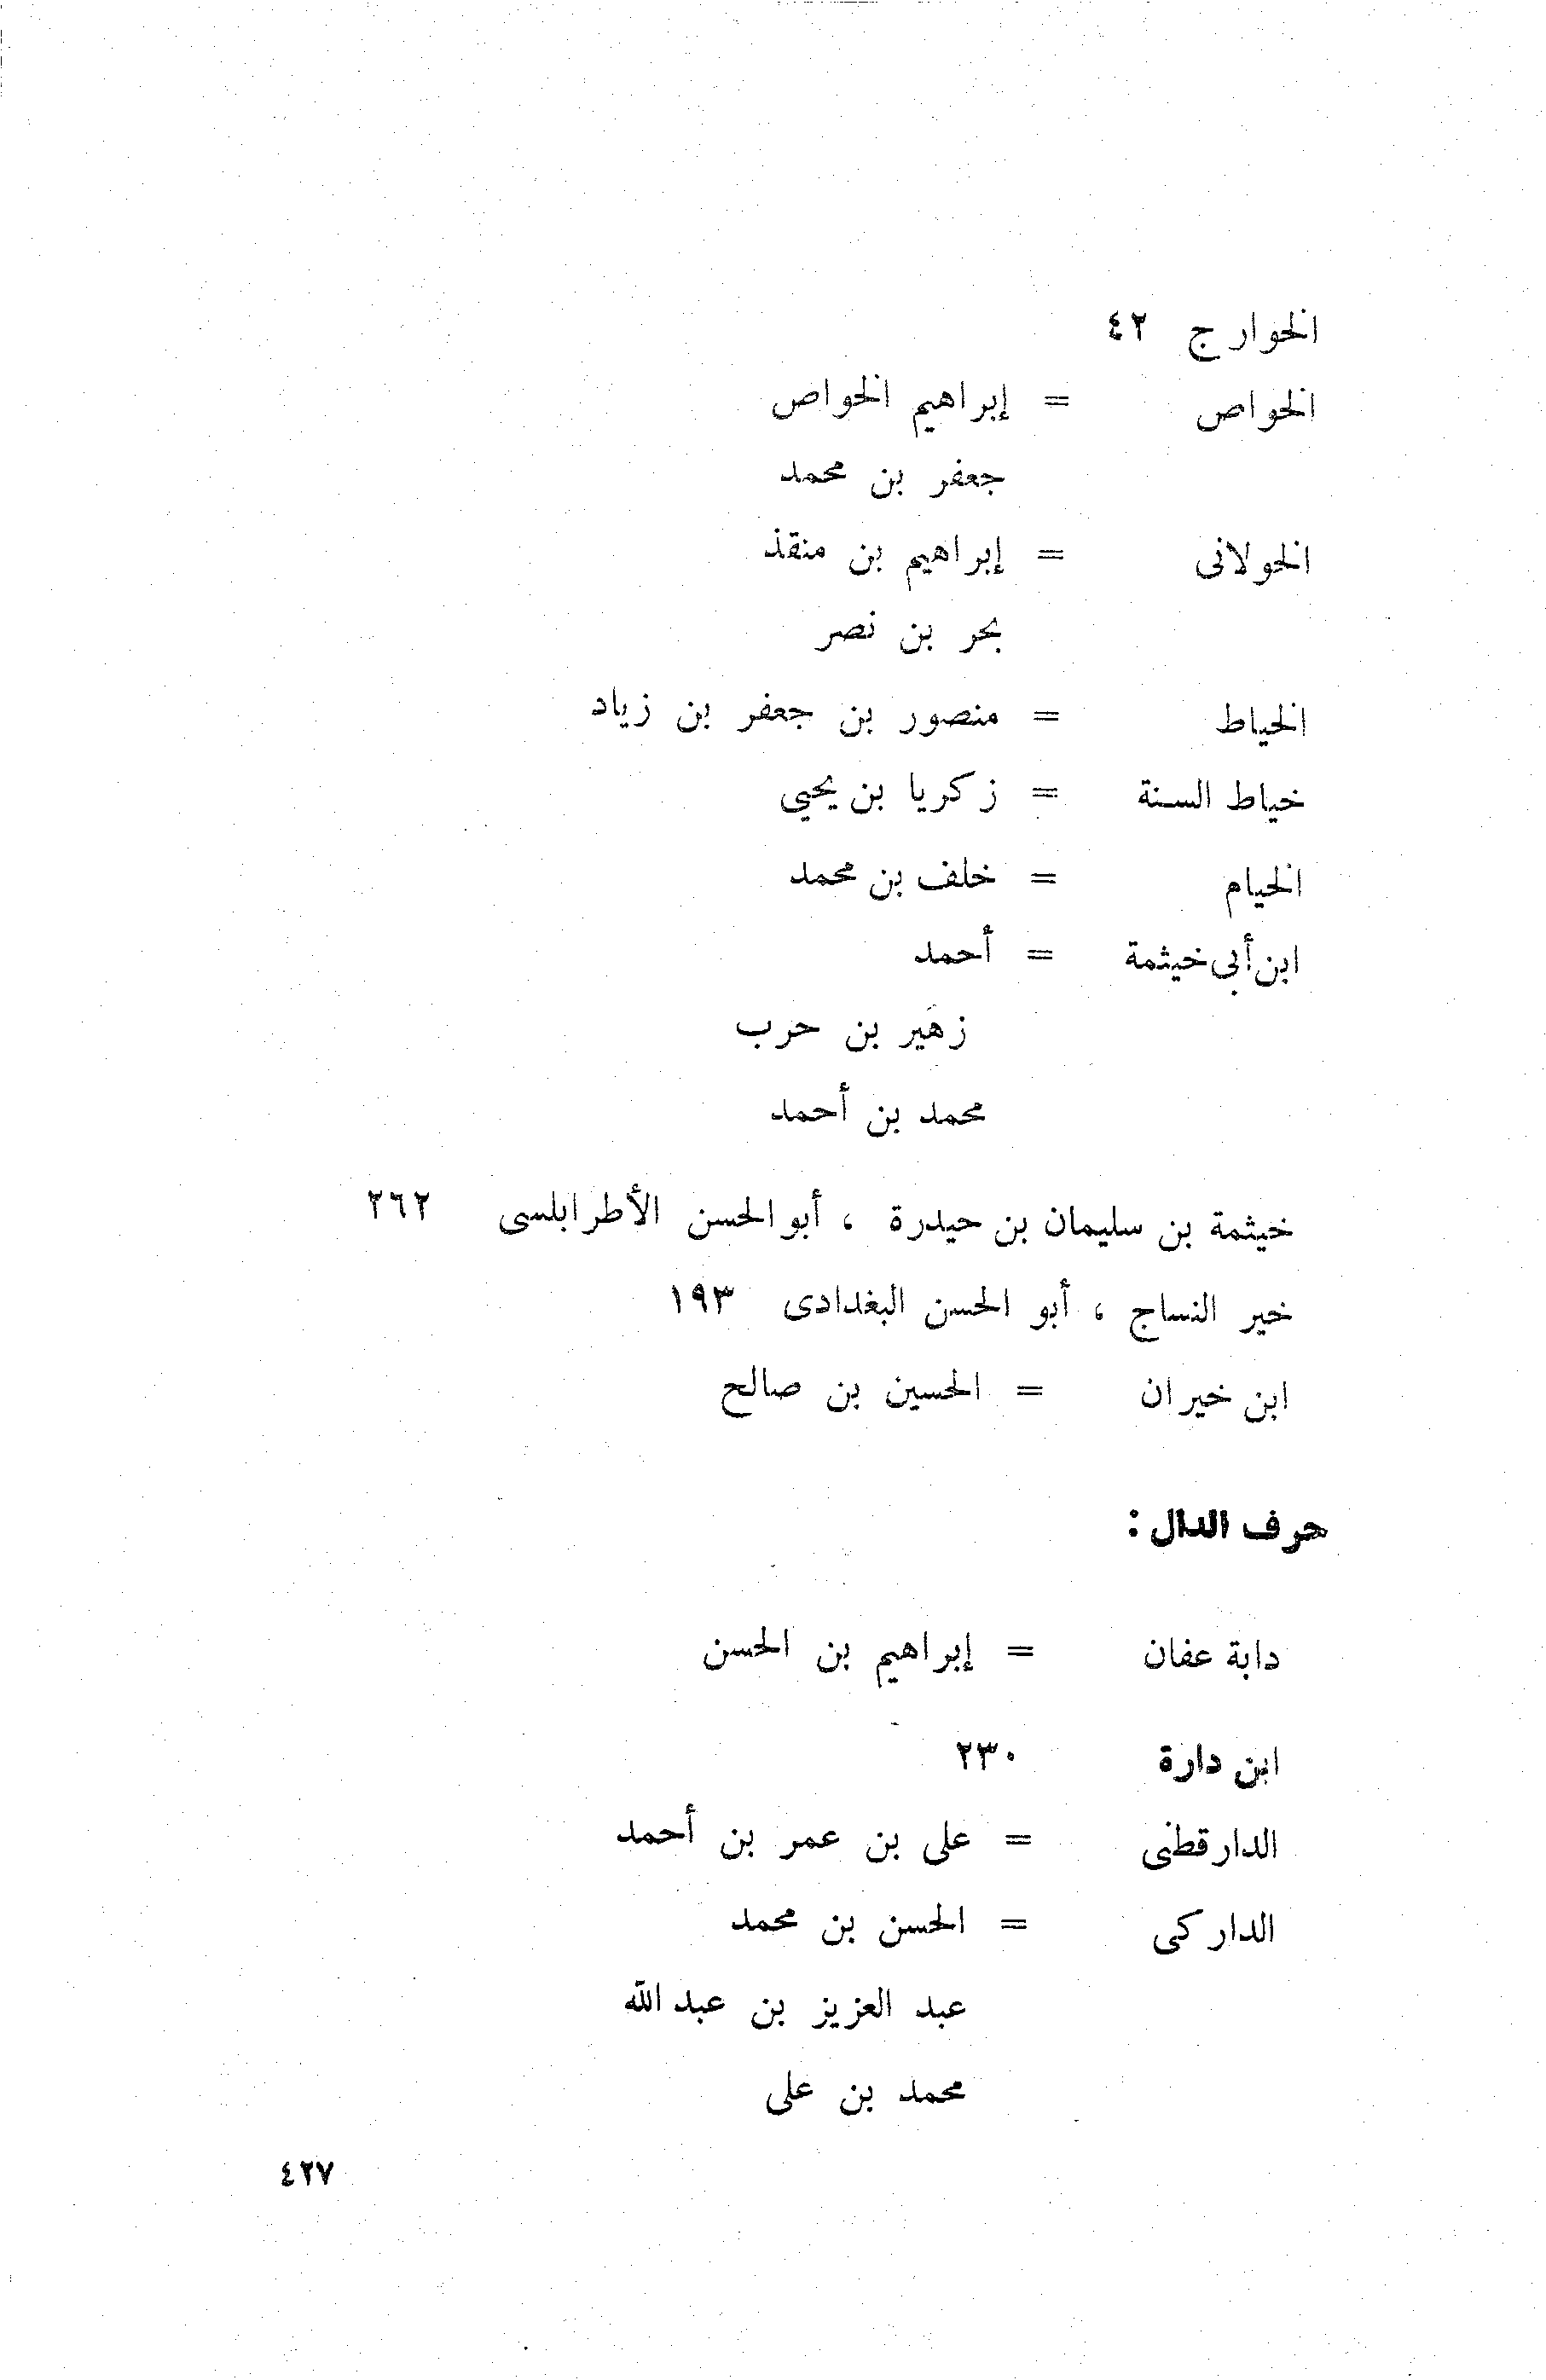 الخوارج ٤٢
الخواص = إبراهيم الخواص
جعفر بن محمد
الخولانى = إبراهيم بن منقذ
بحر بن نصر
الخياط = منصور بن جعفر بن زياد
خياط السنة = زكريا بن يحيى
الخيام = خلف بن محمد
ابن أبى خيثمة = أحمد
زهير بن حرب
محمد بن أحمد
خيثمة بن سليمان بن حيدرة ، أبو الحسن الأطرابلسى ٢٦٢
خير النساج ، أبو الحسن البغدادى ١٩٣
ابن خيران = الحسين بن صالح
حرف الدال :
دابة عفان = إبراهيم بن الحسن
ابن دارة ٢٣٠
الدارقطنى = على بن عمر بن أحمد
الداركى = الحسن بن محمد
عبد العزيز بن عبد الله
محمد بن على
٤٢٧